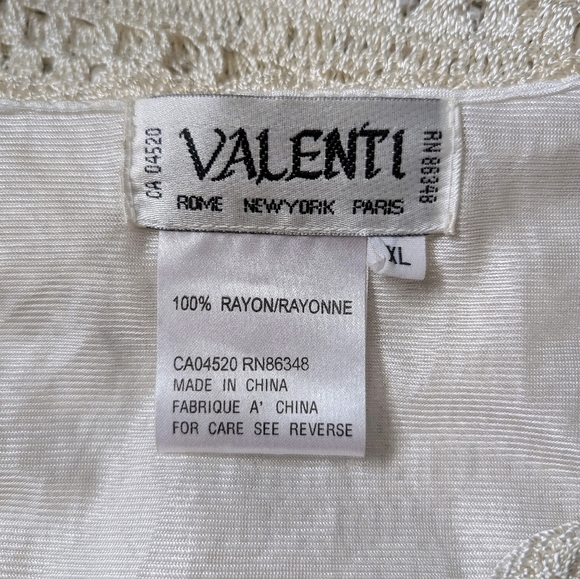 CA 04520
VALENTI
RN 86348
ROME NEWYORK PARIS
XL
100% RAYON/RAYONNE
CA04520 RN86348
MADE IN CHINA
FABRIQUE A' CHINA
FOR CARE SEE REVERSE